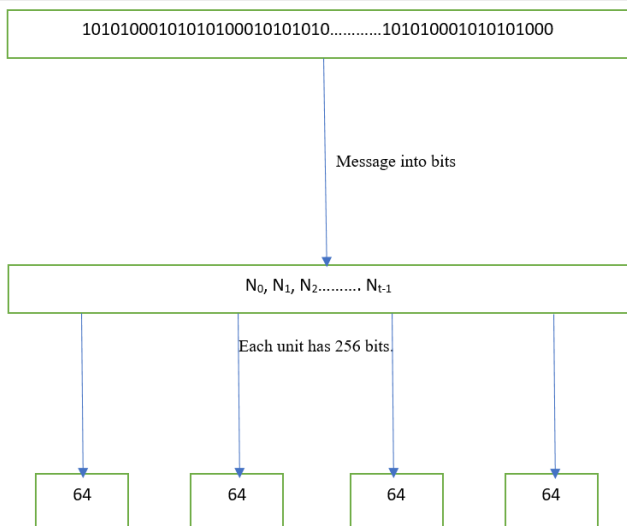 10101000101010100010101010............101010001010101000
Message into bits
N₀, N₁, N₂.......... Nₜ₋₁
Each unit has 256 bits.
64 64 64 64